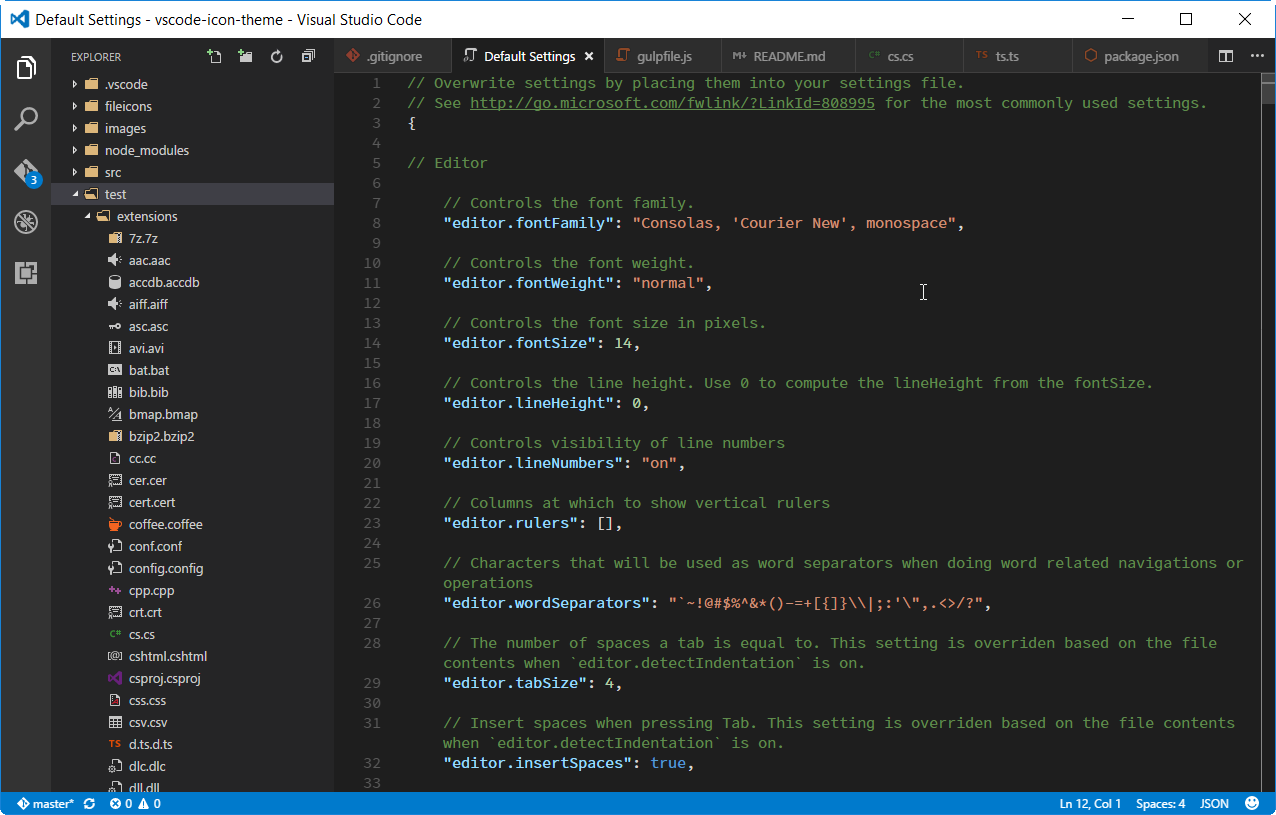 Default Settings - vscode-icon-theme - Visual Studio Code
EXPLORER
.vscode
fileicons
images
node_modules
src
test
extensions
7z.7z
aac.aac
accdb.accdb
aiff.aiff
asc.asc
avi.avi
bat.bat
bib.bib
bmap.bmap
bzip2.bzip2
cc.cc
cer.cer
cert.cert
coffee.coffee
conf.conf
config.config
cpp.cpp
crt.crt
C# cs.cs
cshtml.cshtml
csproj.csproj
css.css
csv.csv
TS d.ts.d.ts
dlc.dlc
dll.dll
3
.gitignore
Default Settings
gulpfile.js
M+ README.md
C# cs.cs
TS ts.ts
package.json
1 // Overwrite settings by placing them into your settings file.
2 // See http://go.microsoft.com/fwlink/?LinkId=808995 for the most commonly used settings.
3 {
4
5 // Editor
6
7 // Controls the font family.
8 "editor.fontFamily": "Consolas, 'Courier New', monospace",
9
10 // Controls the font weight.
11 "editor.fontWeight": "normal",
12
13 // Controls the font size in pixels.
14 "editor.fontSize": 14,
15
16 // Controls the line height. Use 0 to compute the lineHeight from the fontSize.
17 "editor.lineHeight": 0,
18
19 // Controls visibility of line numbers
20 "editor.lineNumbers": "on",
21
22 // Columns at which to show vertical rulers
23 "editor.rulers": [],
24
25 // Characters that will be used as word separators when doing word related navigations or
operations
26 "editor.wordSeparators": "`~!@#$%^&*()-=+[{]}\\|;:'\",.<>/?",
27
28 // The number of spaces a tab is equal to. This setting is overriden based on the file
contents when `editor.detectIndentation` is on.
29 "editor.tabSize": 4,
30
31 // Insert spaces when pressing Tab. This setting is overriden based on the file contents
when `editor.detectIndentation` is on.
32 "editor.insertSpaces": true,
33
master* 0 0
Ln 12, Col 1 Spaces: 4 JSON